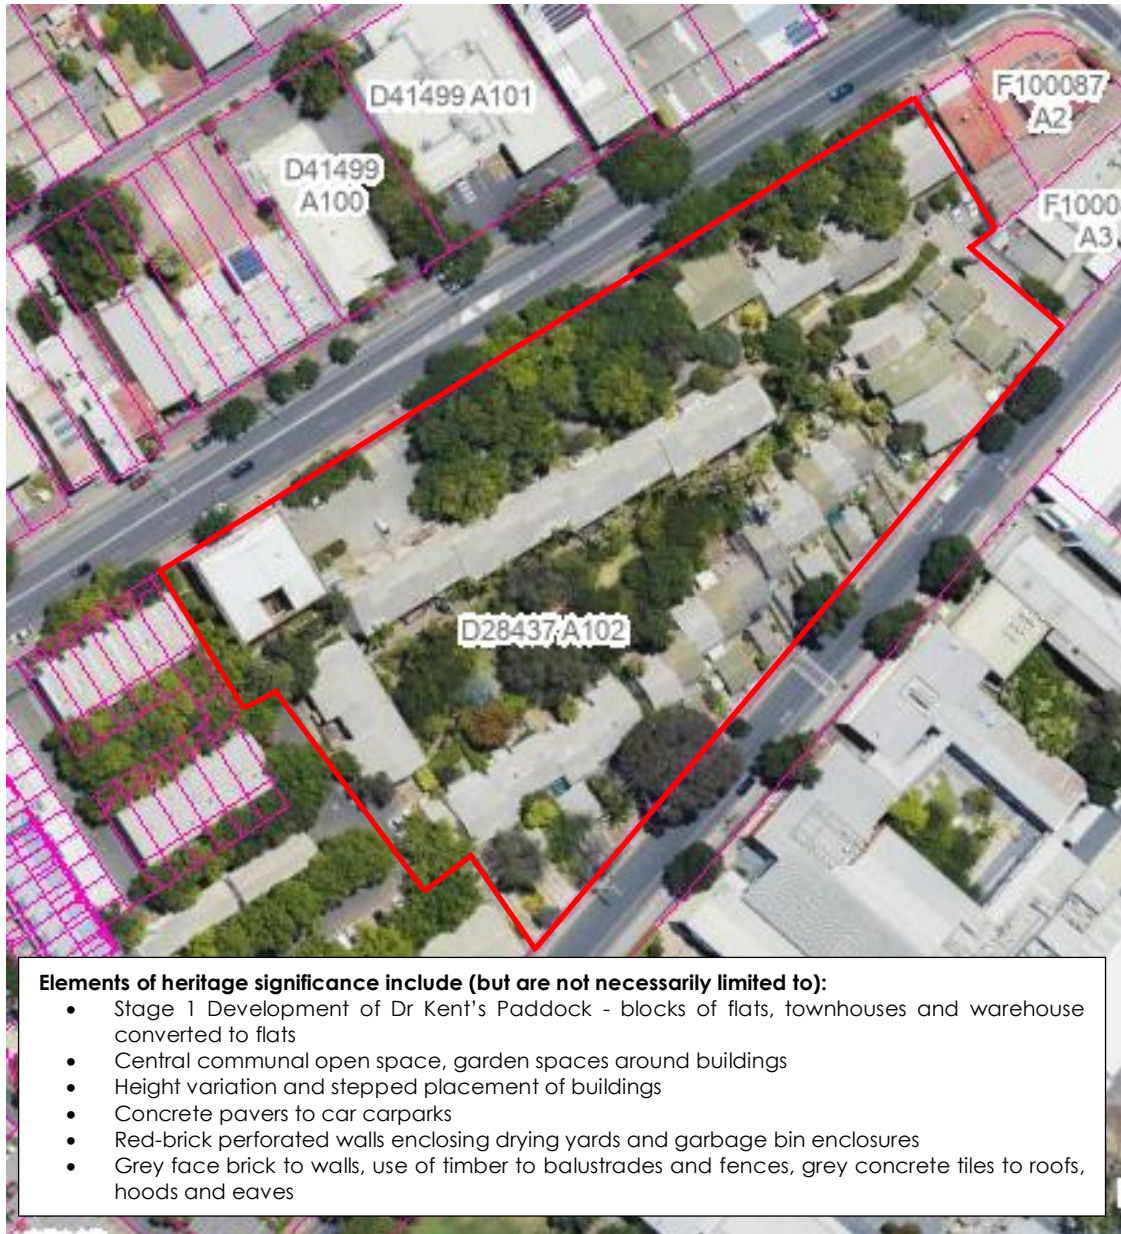 D41499 A101
F100087
A2
D41499
A100
F1000
A3
D28437 A102
Elements of heritage significance include (but are not necessarily limited to):
• Stage 1 Development of Dr Kent's Paddock - blocks of flats, townhouses and warehouse
converted to flats
• Central communal open space, garden spaces around buildings
• Height variation and stepped placement of buildings
• Concrete pavers to car carparks
• Red-brick perforated walls enclosing drying yards and garbage bin enclosures
• Grey face brick to walls, use of timber to balustrades and fences, grey concrete tiles to roofs,
hoods and eaves